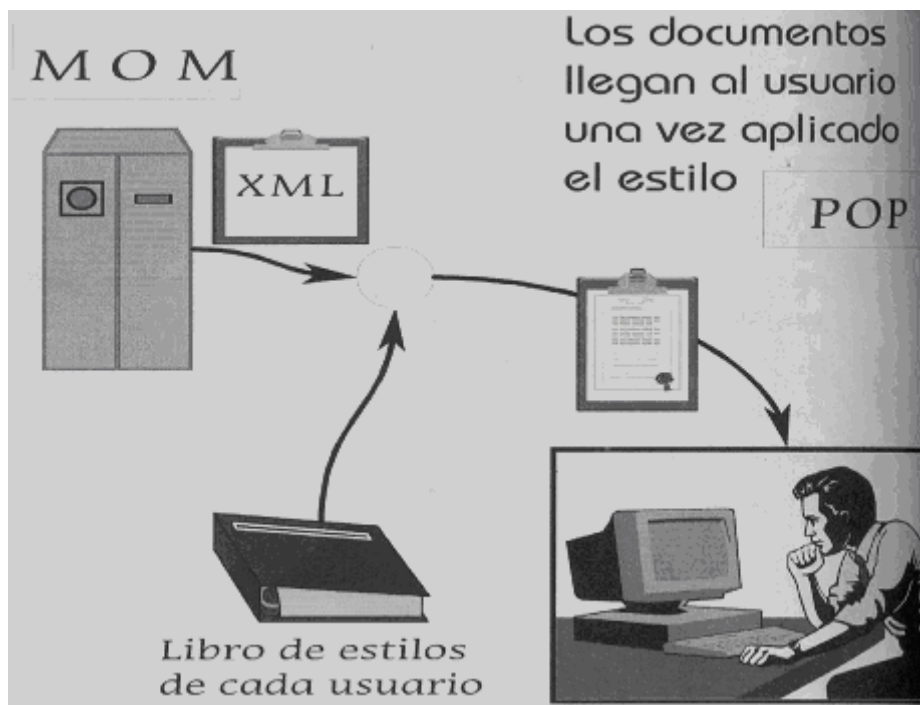 MOM
Los documentos
llegan al usuario
una vez aplicado
el estilo
XML
POP
Libro de estilos
de cada usuario